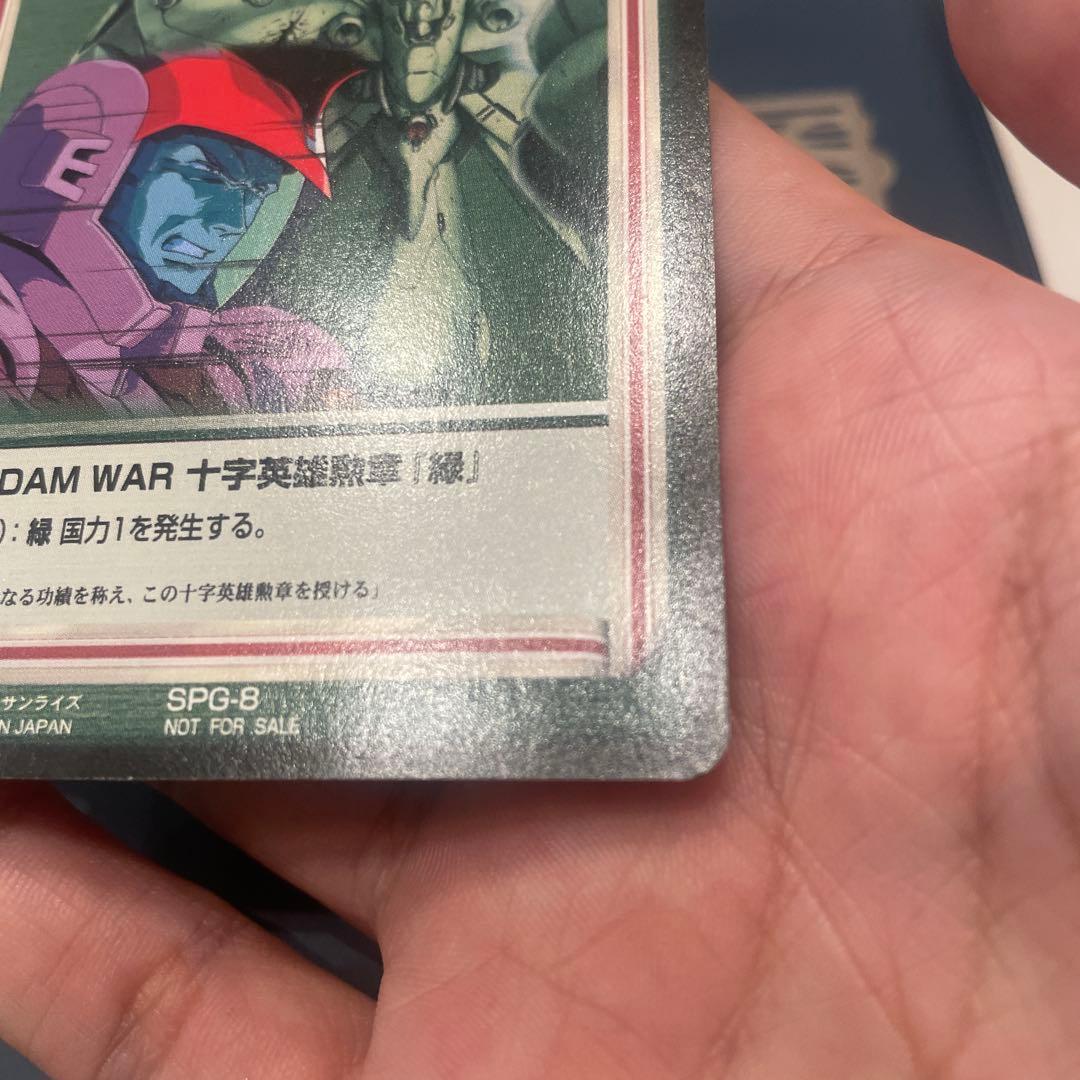 DAM WAR 十字英雄勲章「緑」
):緑 国力1を発生する。
なる功績を称え、この十字英雄勲章を授ける」
サンライズ SPG-8
N JAPAN NOT FOR SALE